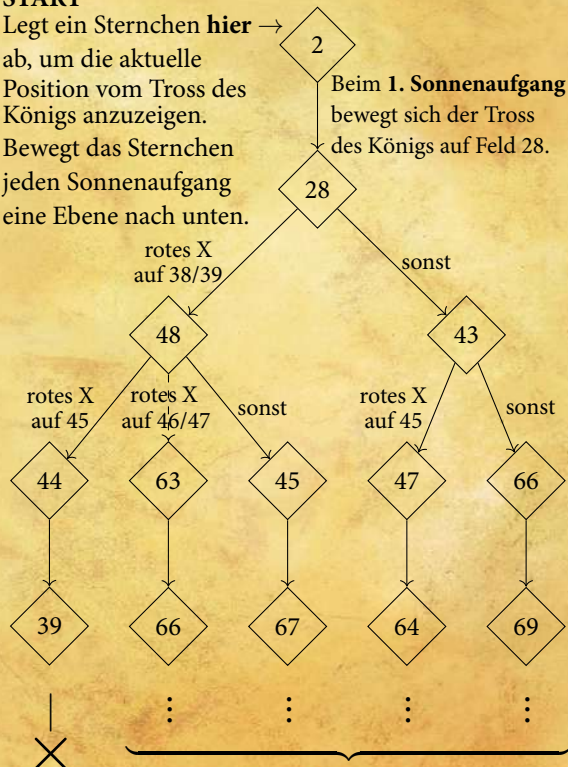 START
Legt ein Sternchen hier →
ab, um die aktuelle
Position vom Tross des
Königs anzuzeigen.
Bewegt das Sternchen
jeden Sonnenaufgang
eine Ebene nach unten.
2
Beim 1. Sonnenaufgang
bewegt sich der Tross
des Königs auf Feld 28.
28
rotes X
auf 38/39
sonst
48
43
rotes X
auf 45
rotes X
auf 46/47
sonst
rotes X
auf 45
sonst
44
63
45
47
66
39
66
67
64
69